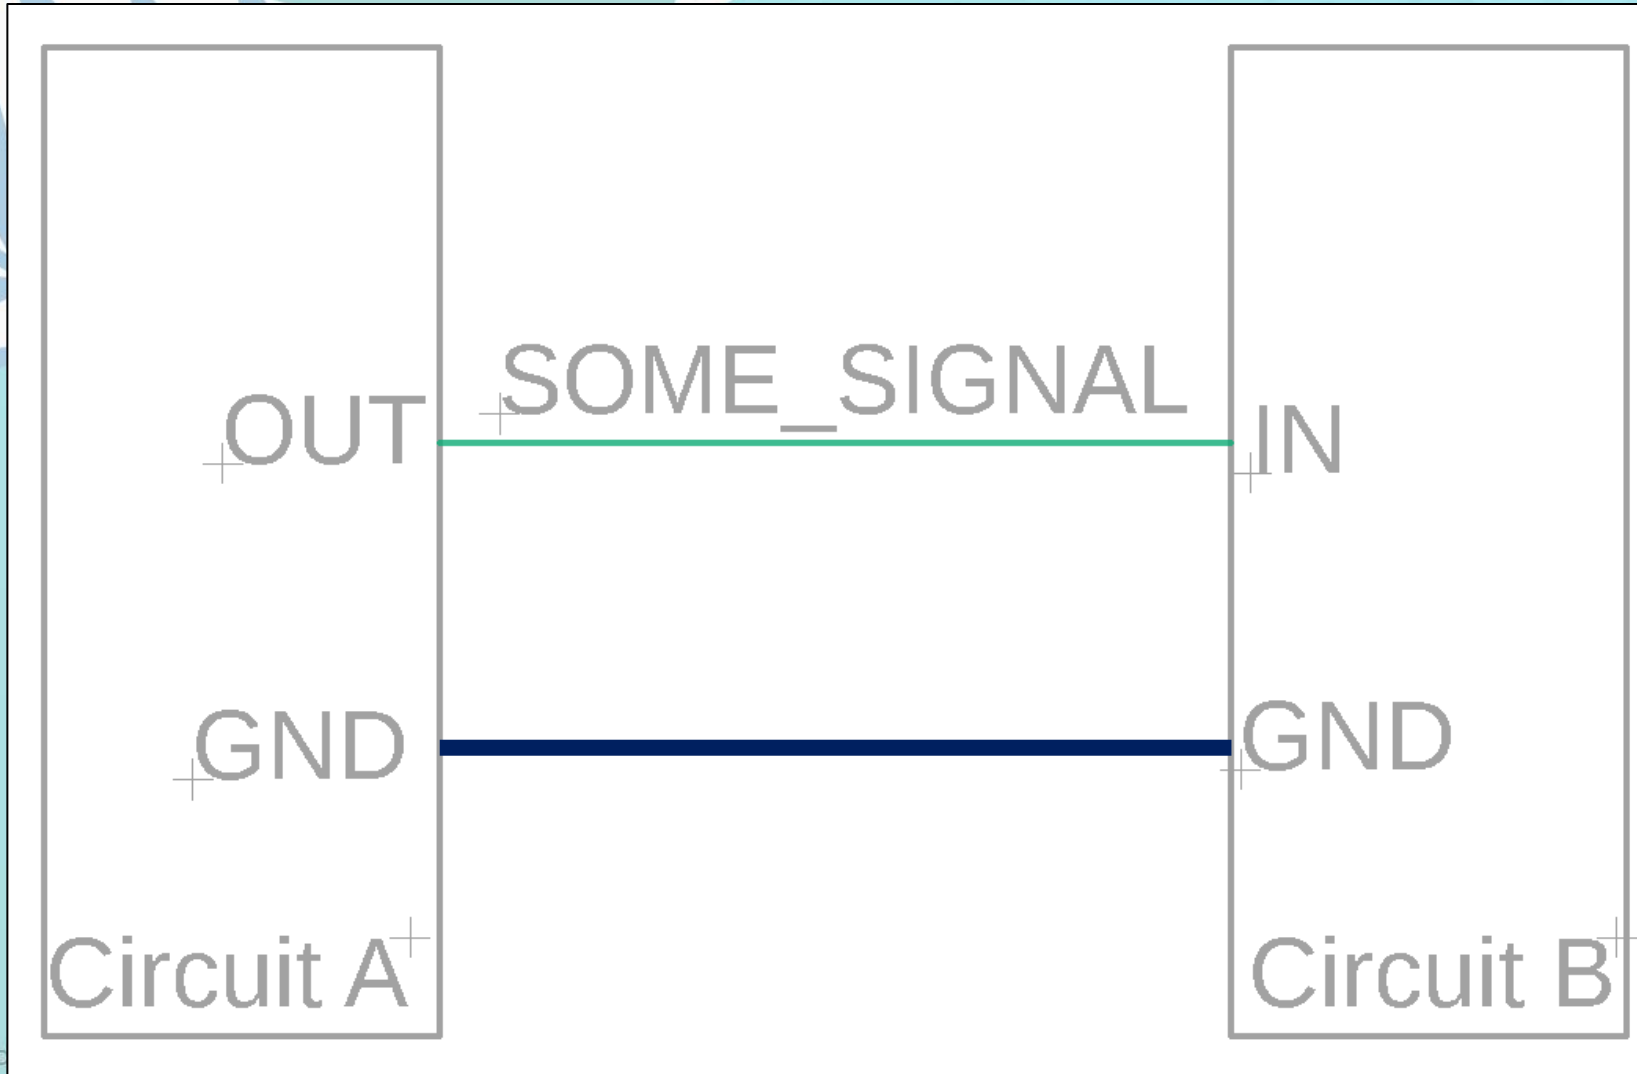 SOME_SIGNAL
OUT
IN
GND
GND
Circuit A
Circuit B